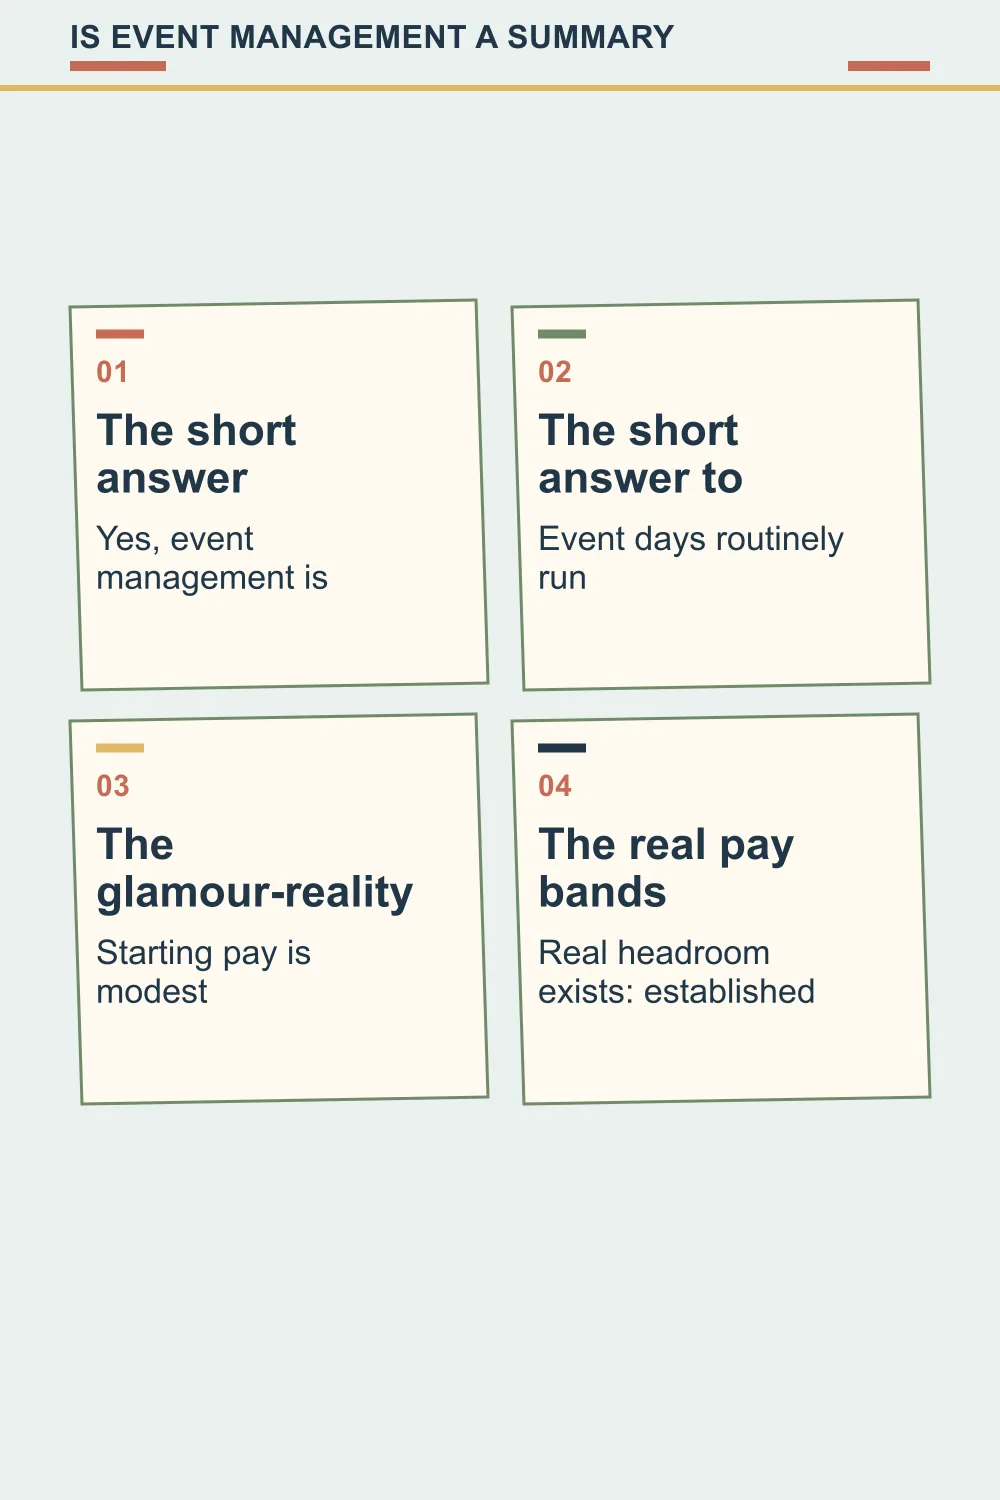 IS EVENT MANAGEMENT A SUMMARY
01
The short
answer
Yes, event
management is
02
The short
answer to
Event days routinely
run
03
The
glamour-reality
Starting pay is
modest
04
The real pay
bands
Real headroom
exists: established